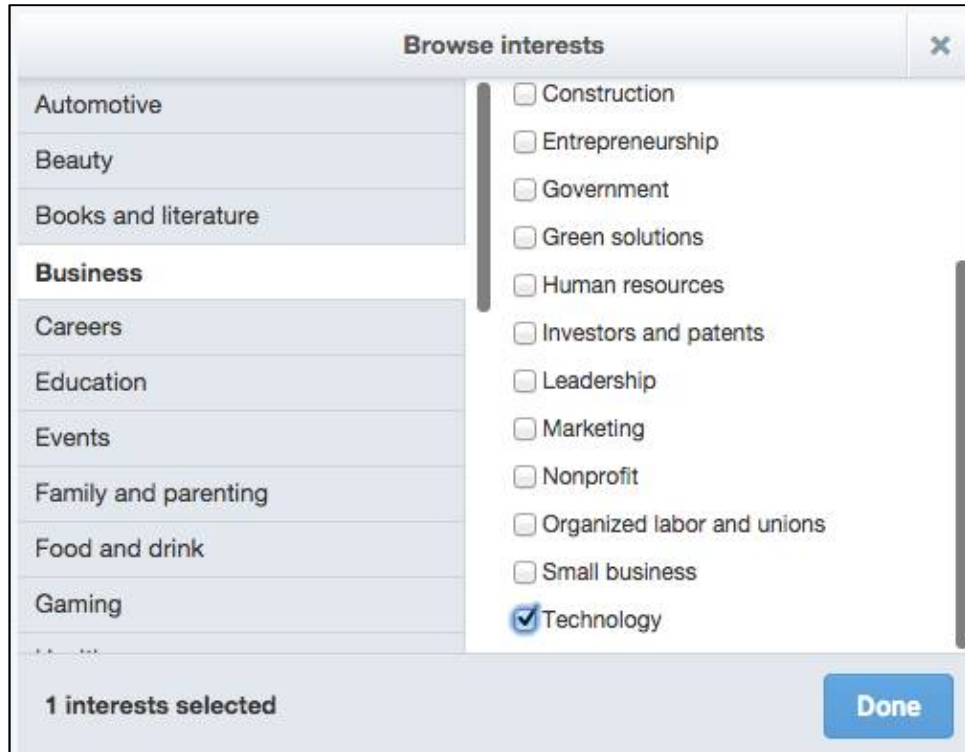 Browse interests
×
Automotive
Beauty
Books and literature
Business
Careers
Education
Events
Family and parenting
Food and drink
Gaming
Construction
Entrepreneurship
Government
Green solutions
Human resources
Investors and patents
Leadership
Marketing
Nonprofit
Organized labor and unions
Small business
Technology
1 interests selected
Done